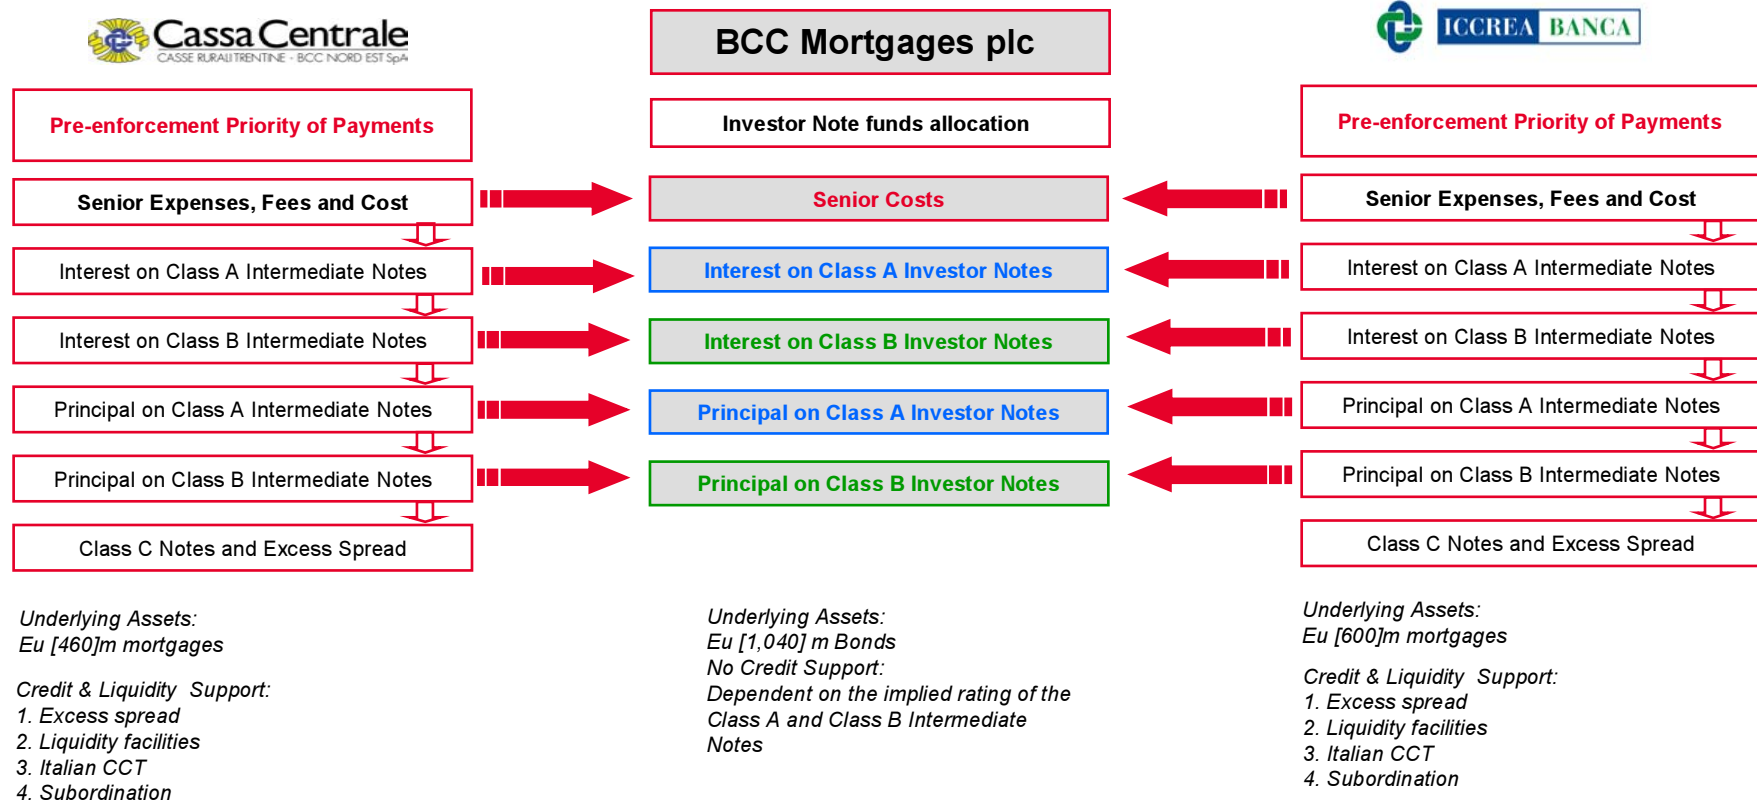 Cassa Centrale
CASSE RURALI TRENTINE - BCC NORD EST SpA
BCC Mortgages plc
ICCREA BANCA
Pre-enforcement Priority of Payments
Investor Note funds allocation
Pre-enforcement Priority of Payments
Senior Expenses, Fees and Cost
Senior Costs
Senior Expenses, Fees and Cost
Interest on Class A Intermediate Notes
Interest on Class A Investor Notes
Interest on Class A Intermediate Notes
Interest on Class B Intermediate Notes
Interest on Class B Investor Notes
Interest on Class B Intermediate Notes
Principal on Class A Intermediate Notes
Principal on Class A Investor Notes
Principal on Class A Intermediate Notes
Principal on Class B Intermediate Notes
Principal on Class B Investor Notes
Principal on Class B Intermediate Notes
Class C Notes and Excess Spread
Class C Notes and Excess Spread
Underlying Assets:
Eu [460]m mortgages
Credit & Liquidity Support:
1. Excess spread
2. Liquidity facilities
3. Italian CCT
4. Subordination
Underlying Assets:
Eu [1,040] m Bonds
No Credit Support:
Dependent on the implied rating of the
Class A and Class B Intermediate
Notes
Underlying Assets:
Eu [600]m mortgages
Credit & Liquidity Support:
1. Excess spread
2. Liquidity facilities
3. Italian CCT
4. Subordination